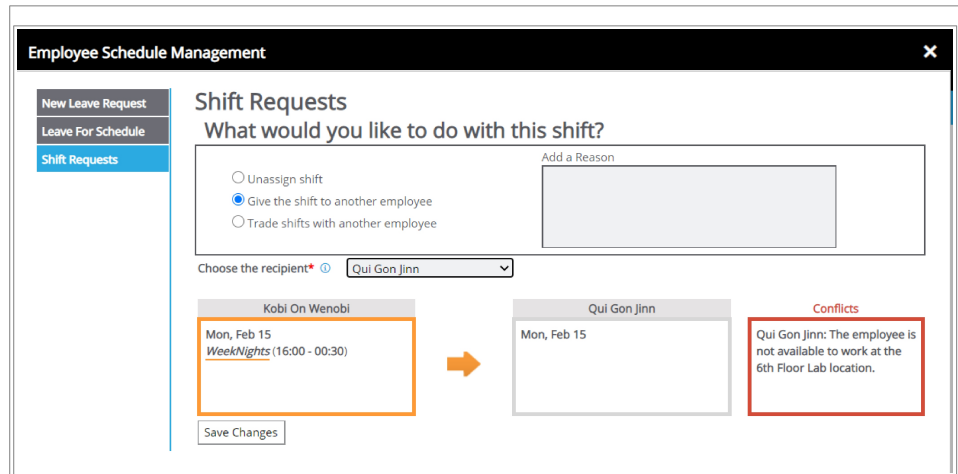 Employee Schedule Management
×
New Leave Request
Leave For Schedule
Shift Requests
Shift Requests
What would you like to do with this shift?
Unassign shift
Give the shift to another employee
Trade shifts with another employee
Add a Reason
Choose the recipient*
Qui Gon Jinn
Kobi On Wenobi
Mon, Feb 15
WeekNights (16:00 - 00:30)
Qui Gon Jinn
Mon, Feb 15
Conflicts
Qui Gon Jinn: The employee is
not available to work at the
6th Floor Lab location.
Save Changes